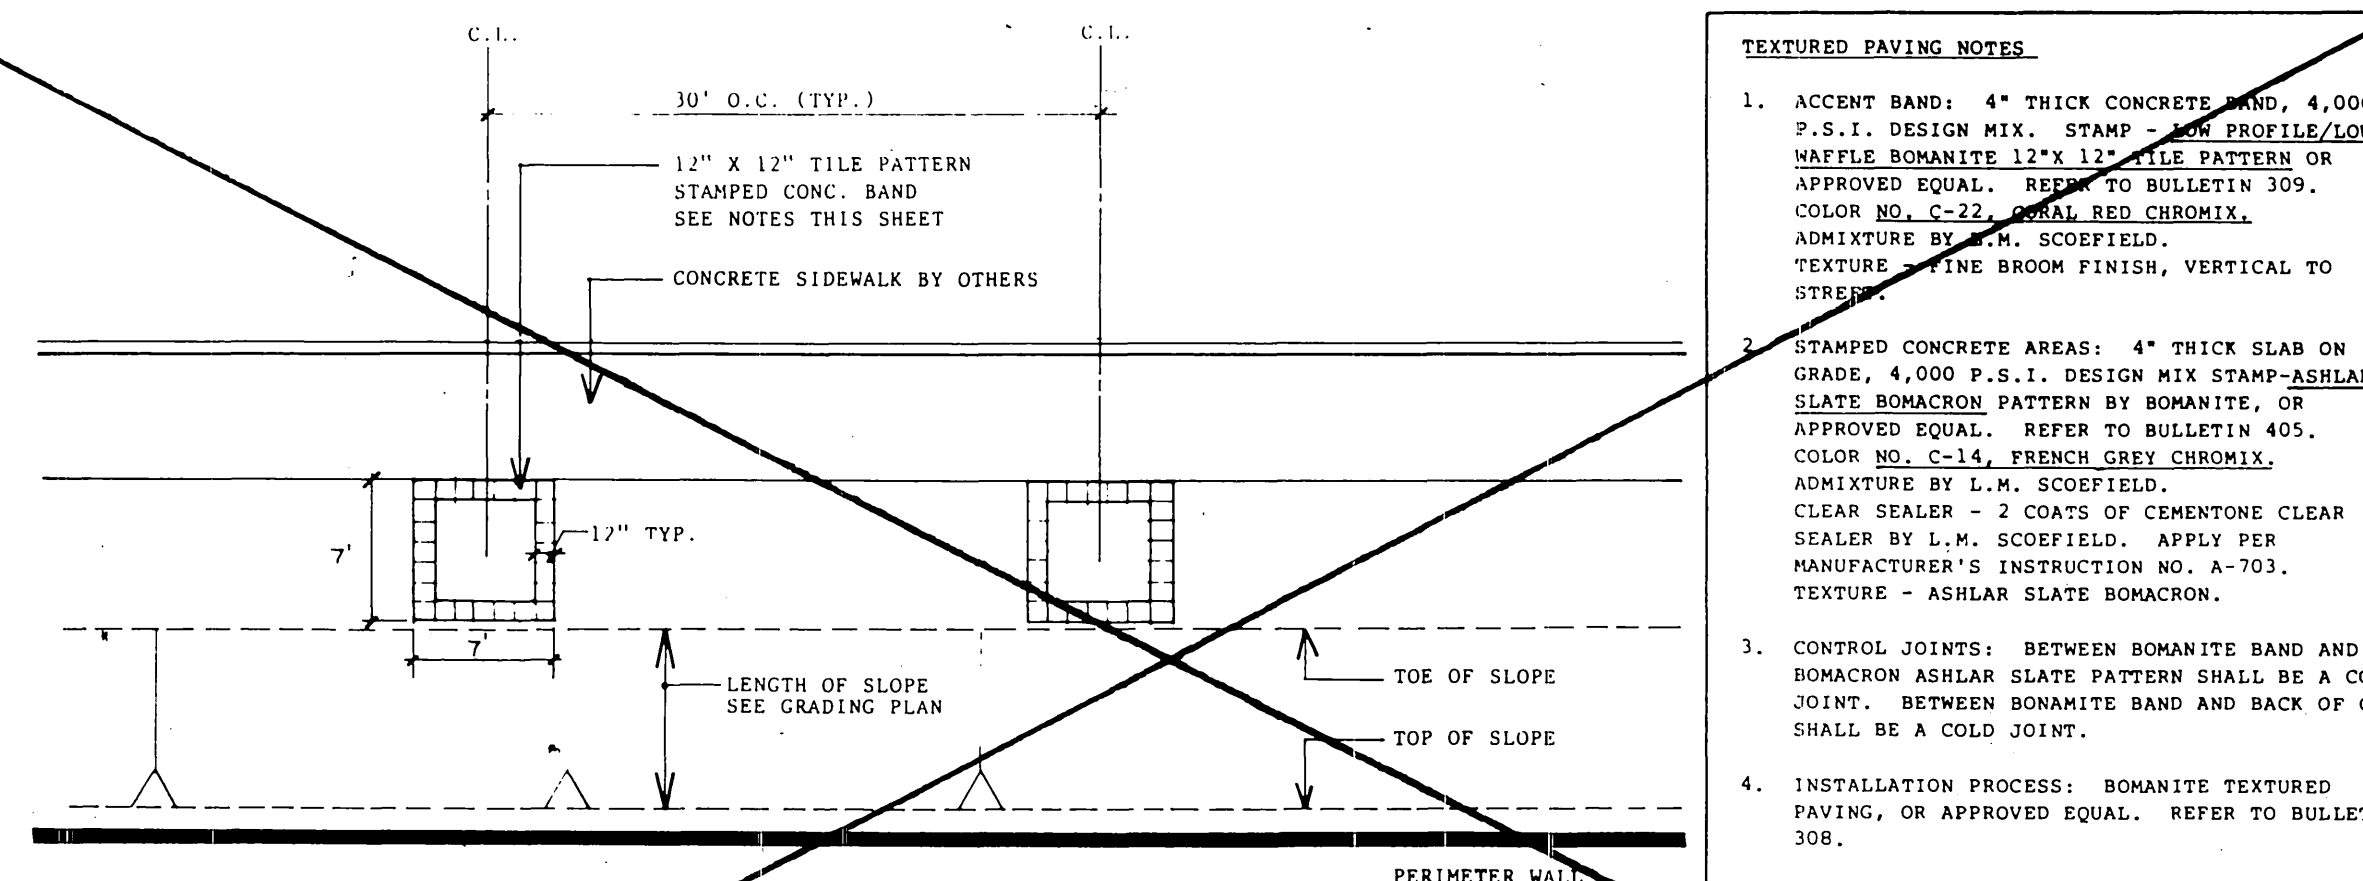 C.L.
C.L.
30' O.C. (TYP.)
12" X 12" TILE PATTERN
STAMPED CONC. BAND
SEE NOTES THIS SHEET
CONCRETE SIDEWALK BY OTHERS
7'
12" TYP.
7'
LENGTH OF SLOPE
SEE GRADING PLAN
TOE OF SLOPE
TOP OF SLOPE
PERIMETER WALL
TEXTURED PAVING NOTES
1. ACCENT BAND: 4" THICK CONCRETE BAND, 4,000
P.S.I. DESIGN MIX. STAMP - LOW PROFILE/LOW
WAFFLE BOMANITE 12"X 12" TILE PATTERN OR
APPROVED EQUAL. REFER TO BULLETIN 309.
COLOR NO. C-22, CORAL RED CHROMIX.
ADMIXTURE BY L.M. SCOEFIELD.
TEXTURE - FINE BROOM FINISH, VERTICAL TO
STREET.
2. STAMPED CONCRETE AREAS: 4" THICK SLAB ON
GRADE, 4,000 P.S.I. DESIGN MIX STAMP-ASHLAR
SLATE BOMACRON PATTERN BY BOMANITE, OR
APPROVED EQUAL. REFER TO BULLETIN 405.
COLOR NO. C-14, FRENCH GREY CHROMIX.
ADMIXTURE BY L.M. SCOEFIELD.
CLEAR SEALER - 2 COATS OF CEMENTONE CLEAR
SEALER BY L.M. SCOEFIELD. APPLY PER
MANUFACTURER'S INSTRUCTION NO. A-703.
TEXTURE - ASHLAR SLATE BOMACRON.
3. CONTROL JOINTS: BETWEEN BOMANITE BAND AND
BOMACRON ASHLAR SLATE PATTERN SHALL BE A
JOINT. BETWEEN BONAMITE BAND AND BACK OF
SHALL BE A COLD JOINT.
4. INSTALLATION PROCESS: BOMANITE TEXTURED
PAVING, OR APPROVED EQUAL. REFER TO
308.